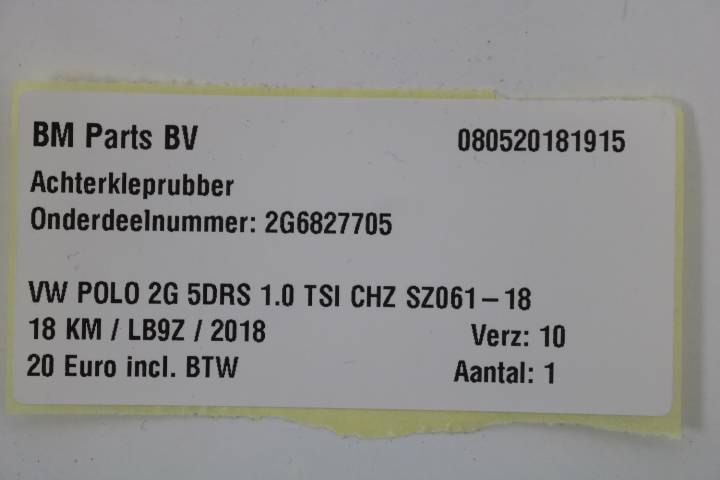 BM Parts BV 080520181915
Achterkleprubber
Onderdeelnummer: 2G6827705
VW POLO 2G 5DRS 1.0 TSI CHZ SZ061-18
18 KM / LB9Z / 2018 Verz: 10
20 Euro incl. BTW Aantal: 1